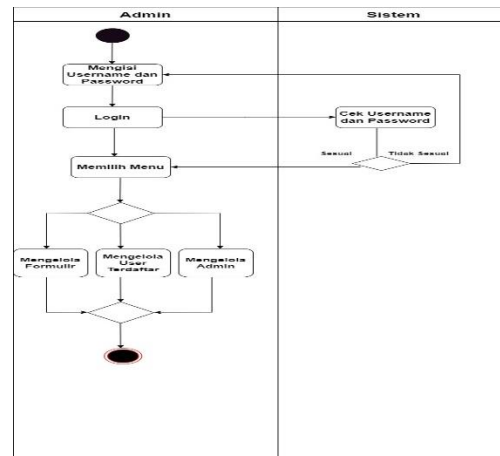 Admin
Sistem
Mengisi
Username dan
Password
Login
Cek Username
dan Password
Sesuai
Tidak Sesuai
Memilih Menu
Mengelola
Formulir
Mengelola
User
Terdaftar
Mengelola
Admin